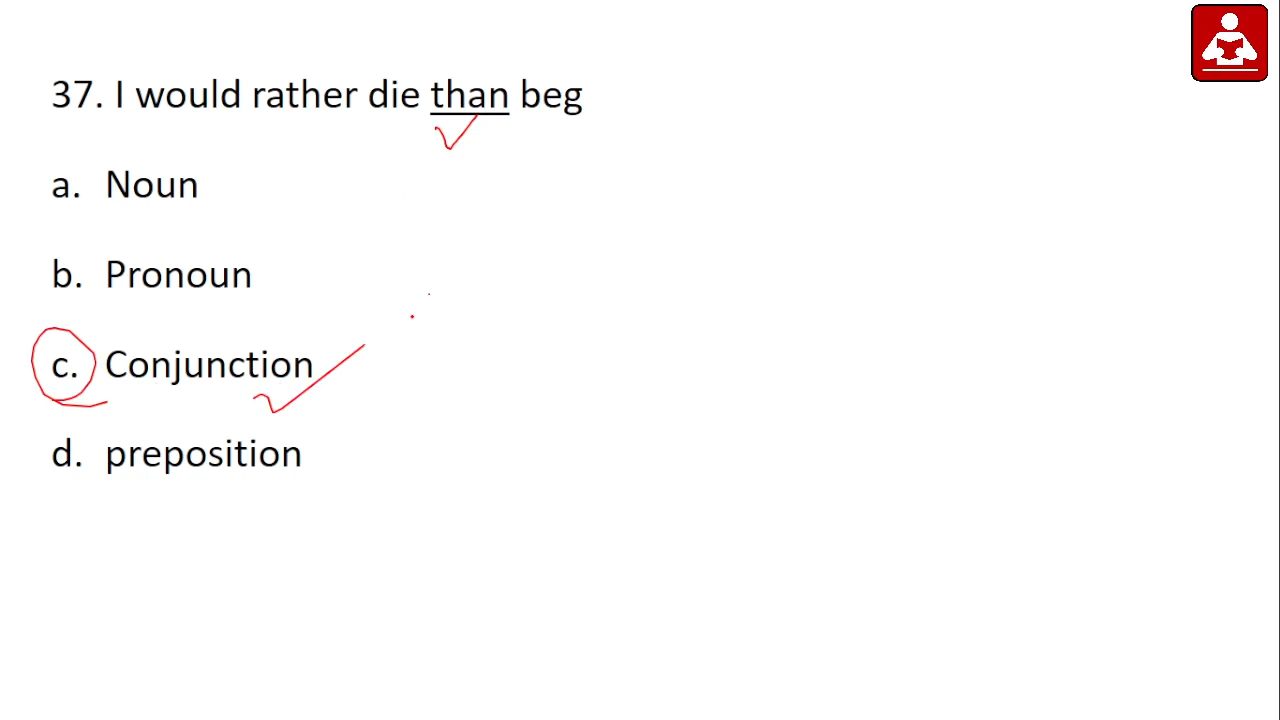 37. I would rather die than beg
a. Noun
b. Pronoun
c. Conjunction
d. preposition